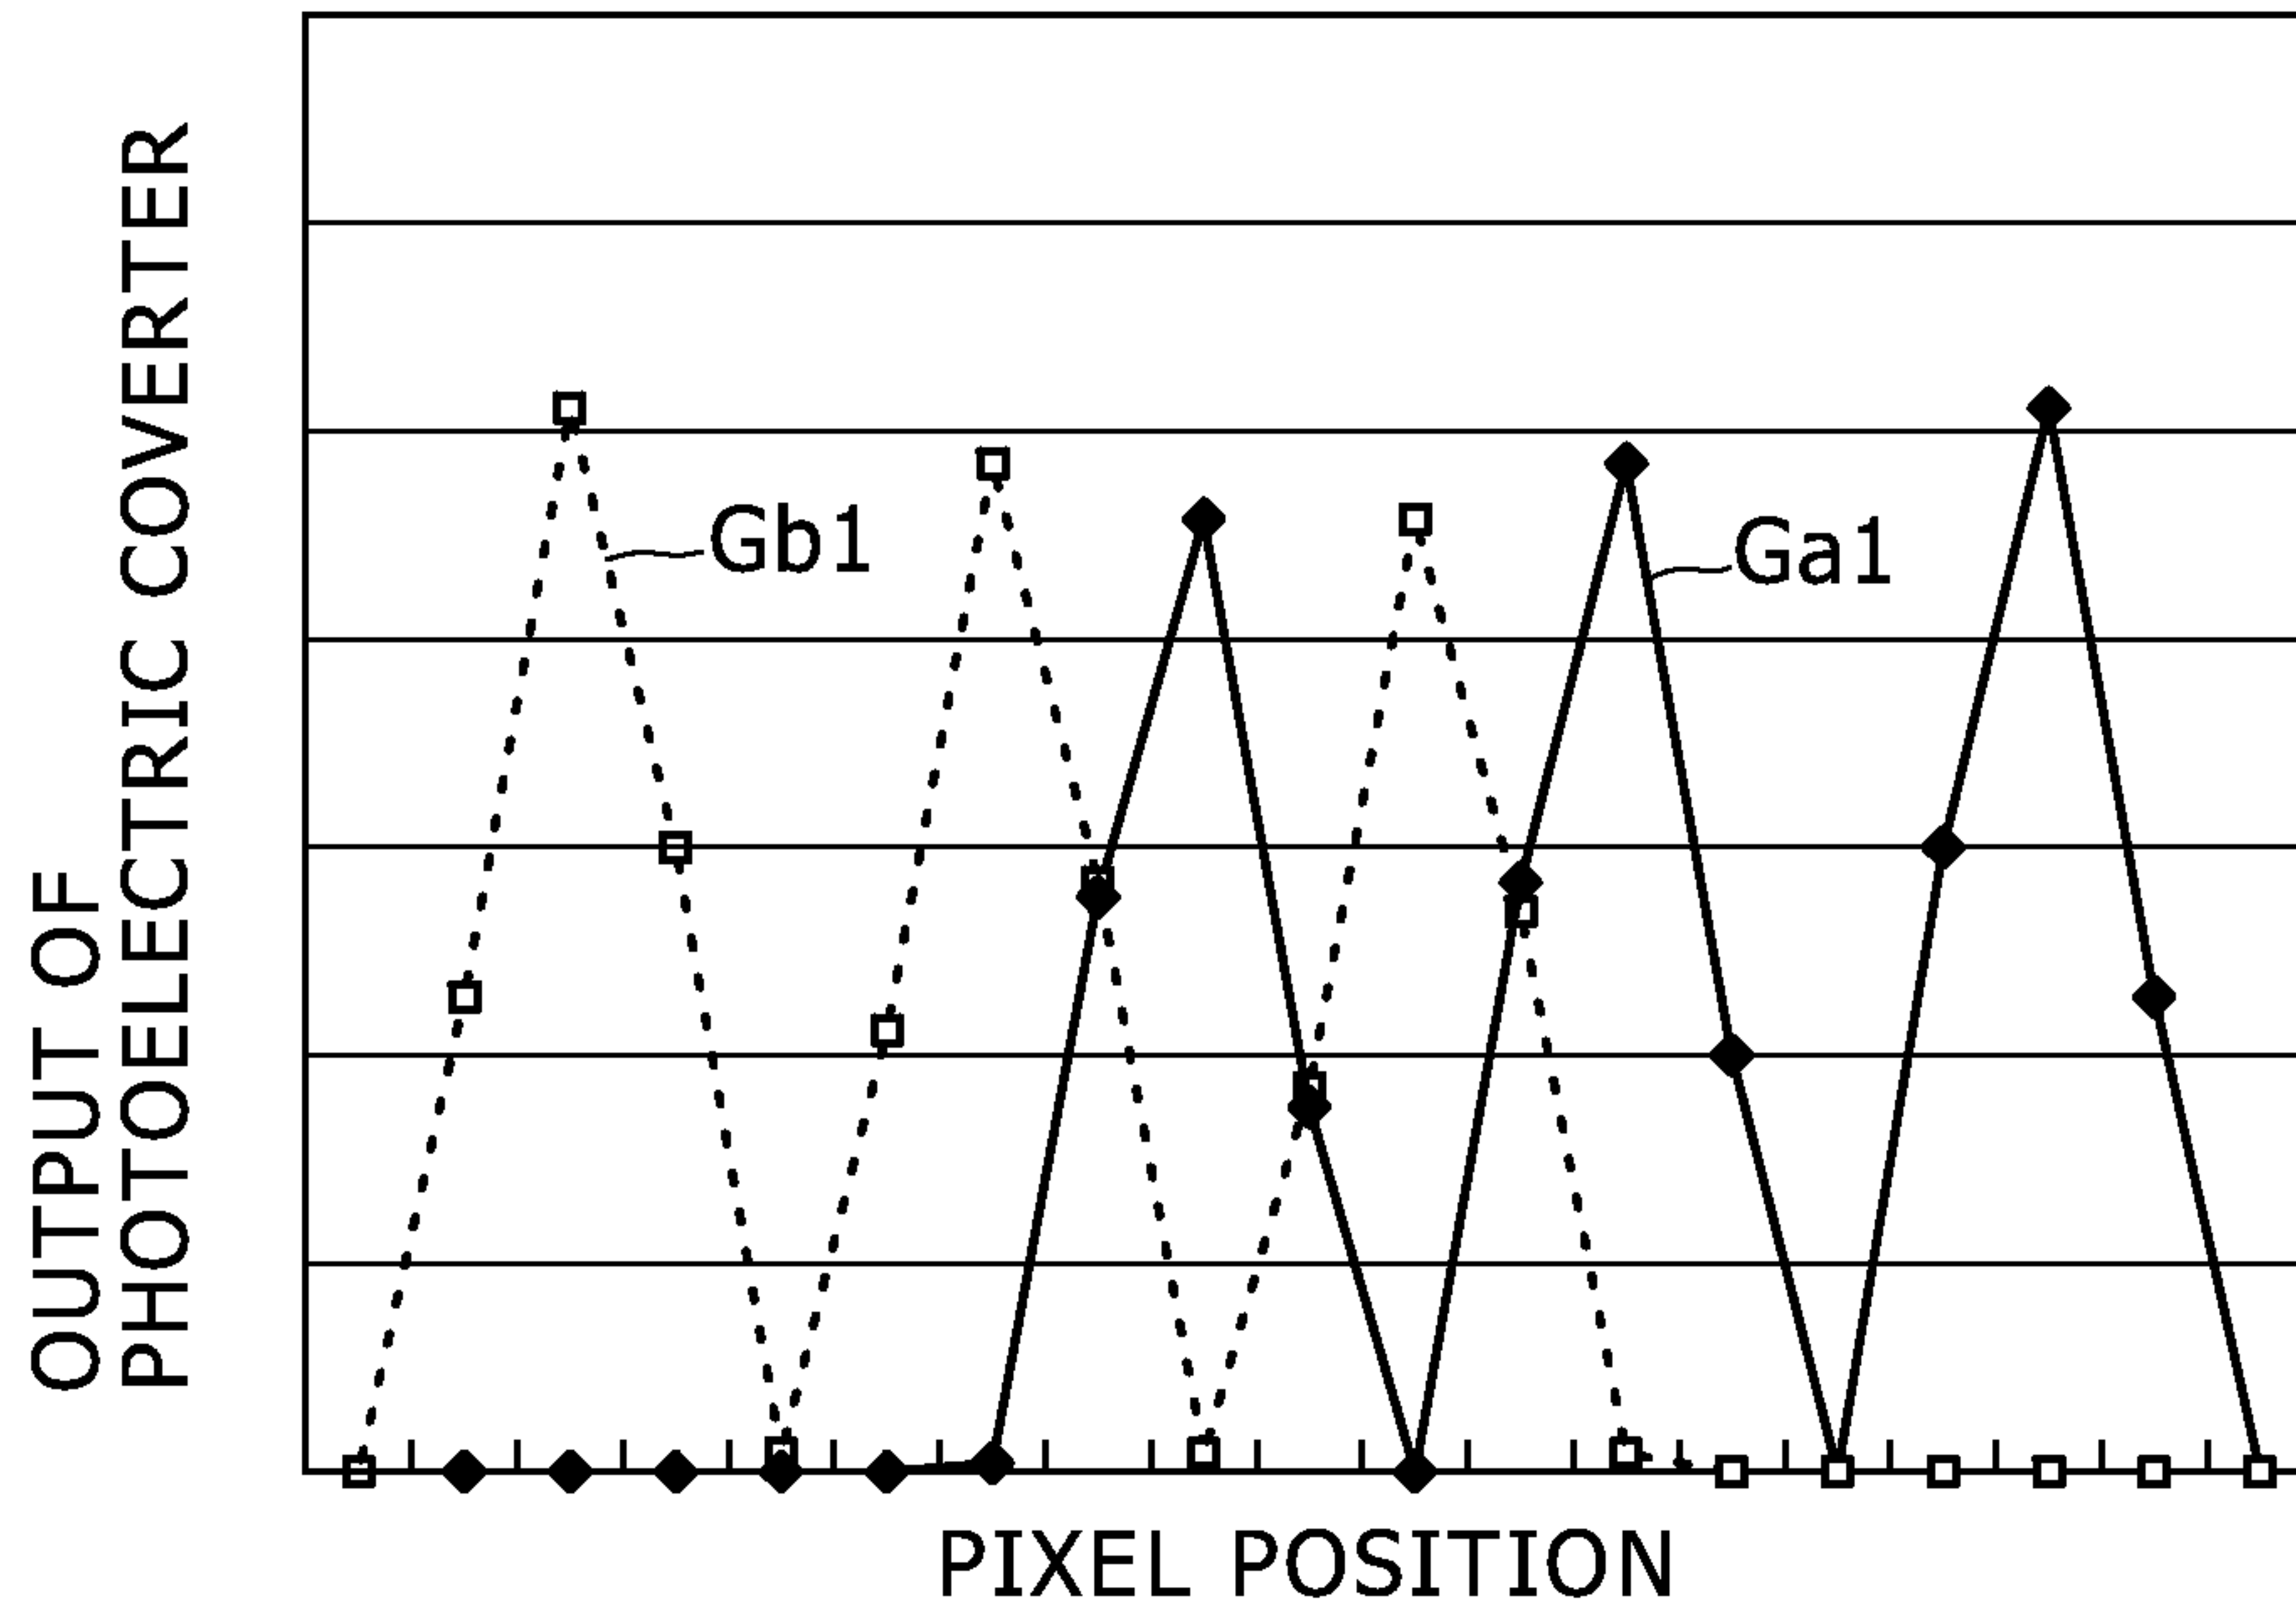 OUTPUT OF
PHOTOELECTRIC COVERTER
Gb1
Ga1
PIXEL POSITION